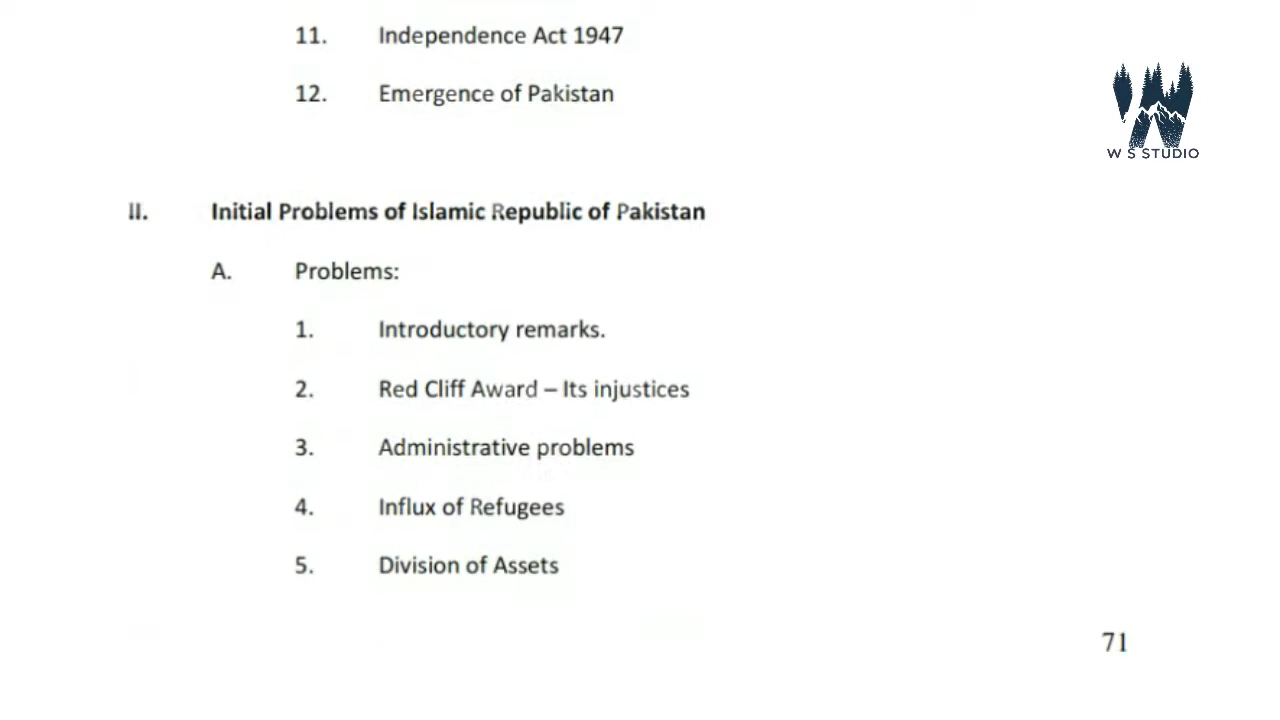 11. Independence Act 1947
12. Emergence of Pakistan
W S STUDIO
II. Initial Problems of Islamic Republic of Pakistan
A. Problems:
1. Introductory remarks.
2. Red Cliff Award – Its injustices
3. Administrative problems
4. Influx of Refugees
5. Division of Assets
71